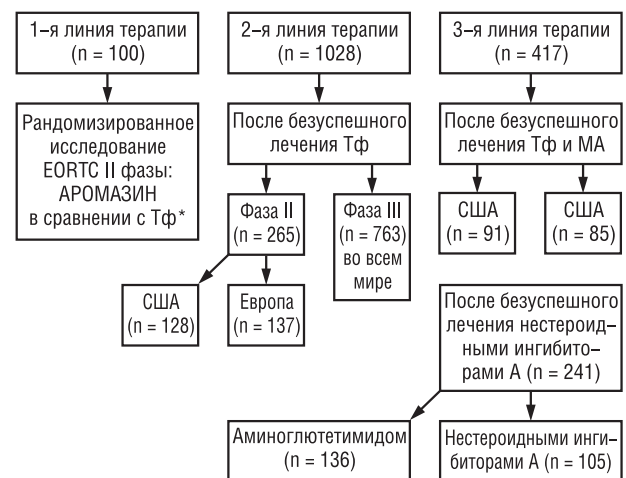 1–я линия терапии
(n = 100)
2–я линия терапии
(n = 1028)
3–я линия терапии
(n = 417)
Рандомизированное
исследование
EORTC II фазы:
АРОМАЗИН
в сравнении с Тф*
После безуспешного
лечения Тф
После безуспешного
лечения Тф и МА
Фаза II
(n = 265)
Фаза III
(n = 763)
во всем
мире
США
(n = 91)
США
(n = 85)
США
(n = 128)
Европа
(n = 137)
После безуспешного
лечения нестероид–
ными ингибито–
рами А (n = 241)
Аминоглютетимидом
(n = 136)
Нестероидными инги–
биторами А (n = 105)